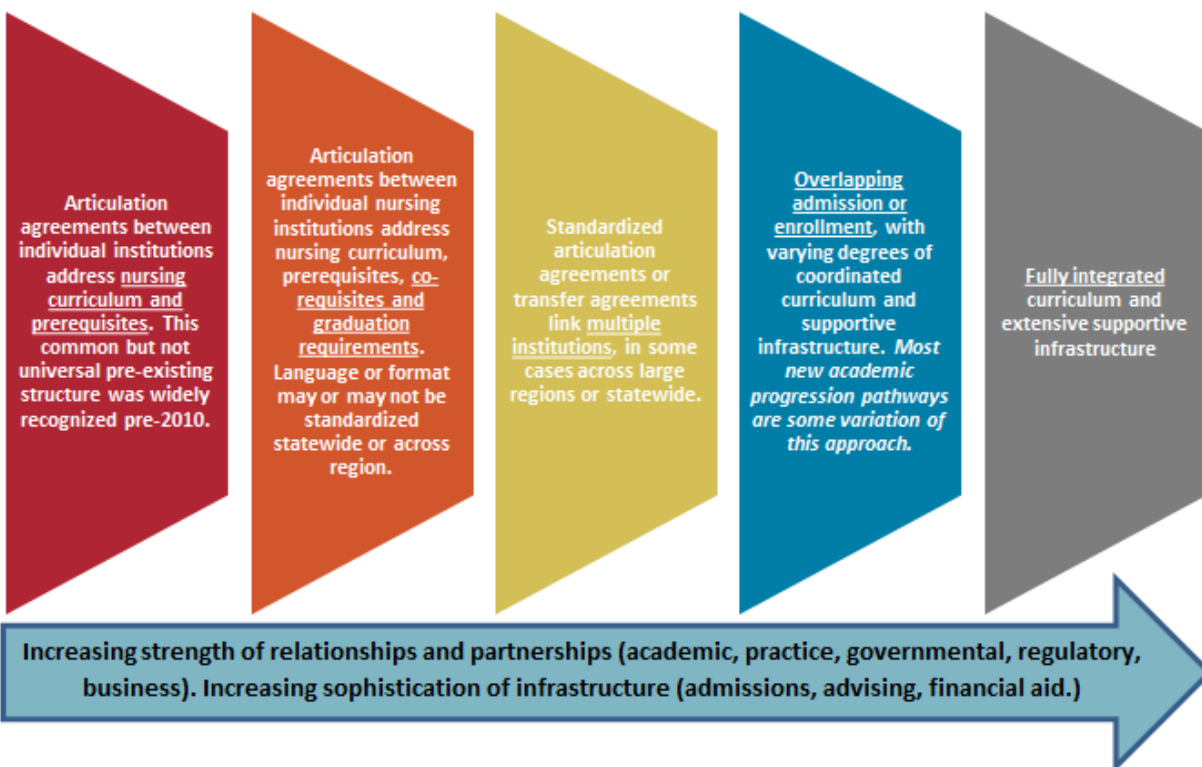 Articulation
agreements between
individual institutions
address nursing
curriculum and
prerequisites. This
common but not
universal pre-existing
structure was widely
recognized pre-2010.
Articulation
agreements between
individual nursing
institutions address
nursing curriculum,
prerequisites, co-
requisites and
graduation
requirements.
Language or format
may or may not be
standardized
statewide or across
region.
Standardized
articulation
agreements or
transfer agreements
link multiple
institutions, in some
cases across large
regions or statewide.
Overlapping
admission or
enrollment, with
varying degrees of
coordinated
curriculum and
supportive
infrastructure. Most
new academic
progression pathways
are some variation of
this approach.
Fully integrated
curriculum and
extensive supportive
infrastructure
Increasing strength of relationships and partnerships (academic, practice, governmental, regulatory,
business). Increasing sophistication of infrastructure (admissions, advising, financial aid.)